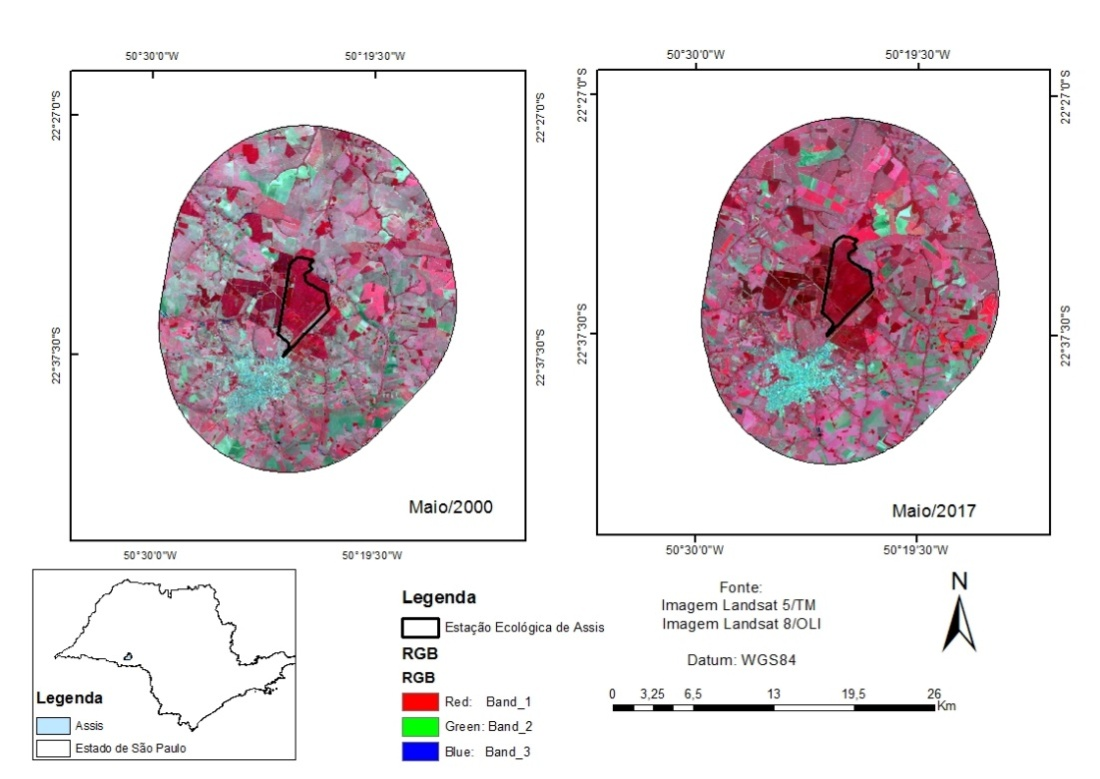 50°30'0"W
50°19'30"W
50°30'0"W
50°19'30"W
22°27'0"S
22°27'0"S
22°27'0"S
22°27'0"S
22°37'30"S
22°37'30"S
22°37'30"S
22°37'30"S
Maio/2000
Maio/2017
50°30'0"W
50°19'30"W
50°30'0"W
50°19'30"W
Legenda
Assis
Estado de São Paulo
Legenda
Estação Ecológica de Assis
RGB
RGB
Red: Band_1
Green: Band_2
Blue: Band_3
Fonte:
Imagem Landsat 5/TM
Imagem Landsat 8/OLI
Datum: WGS84
N
0 3,25 6,5 13 19,5 26
Km